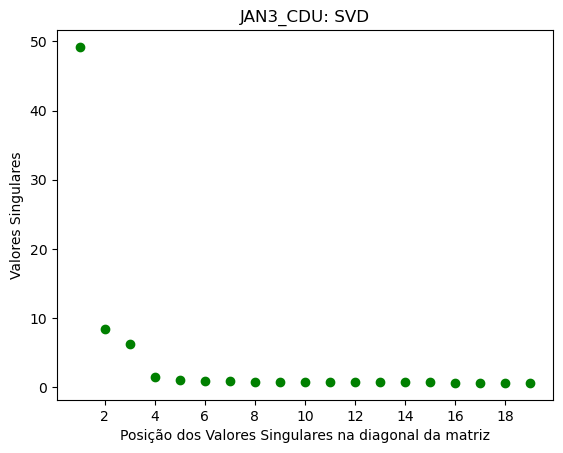 JAN3_CDU: SVD
Valores Singulares
50
40
30
20
10
0
2 4 6 8 10 12 14 16 18
Posição dos Valores Singulares na diagonal da matriz